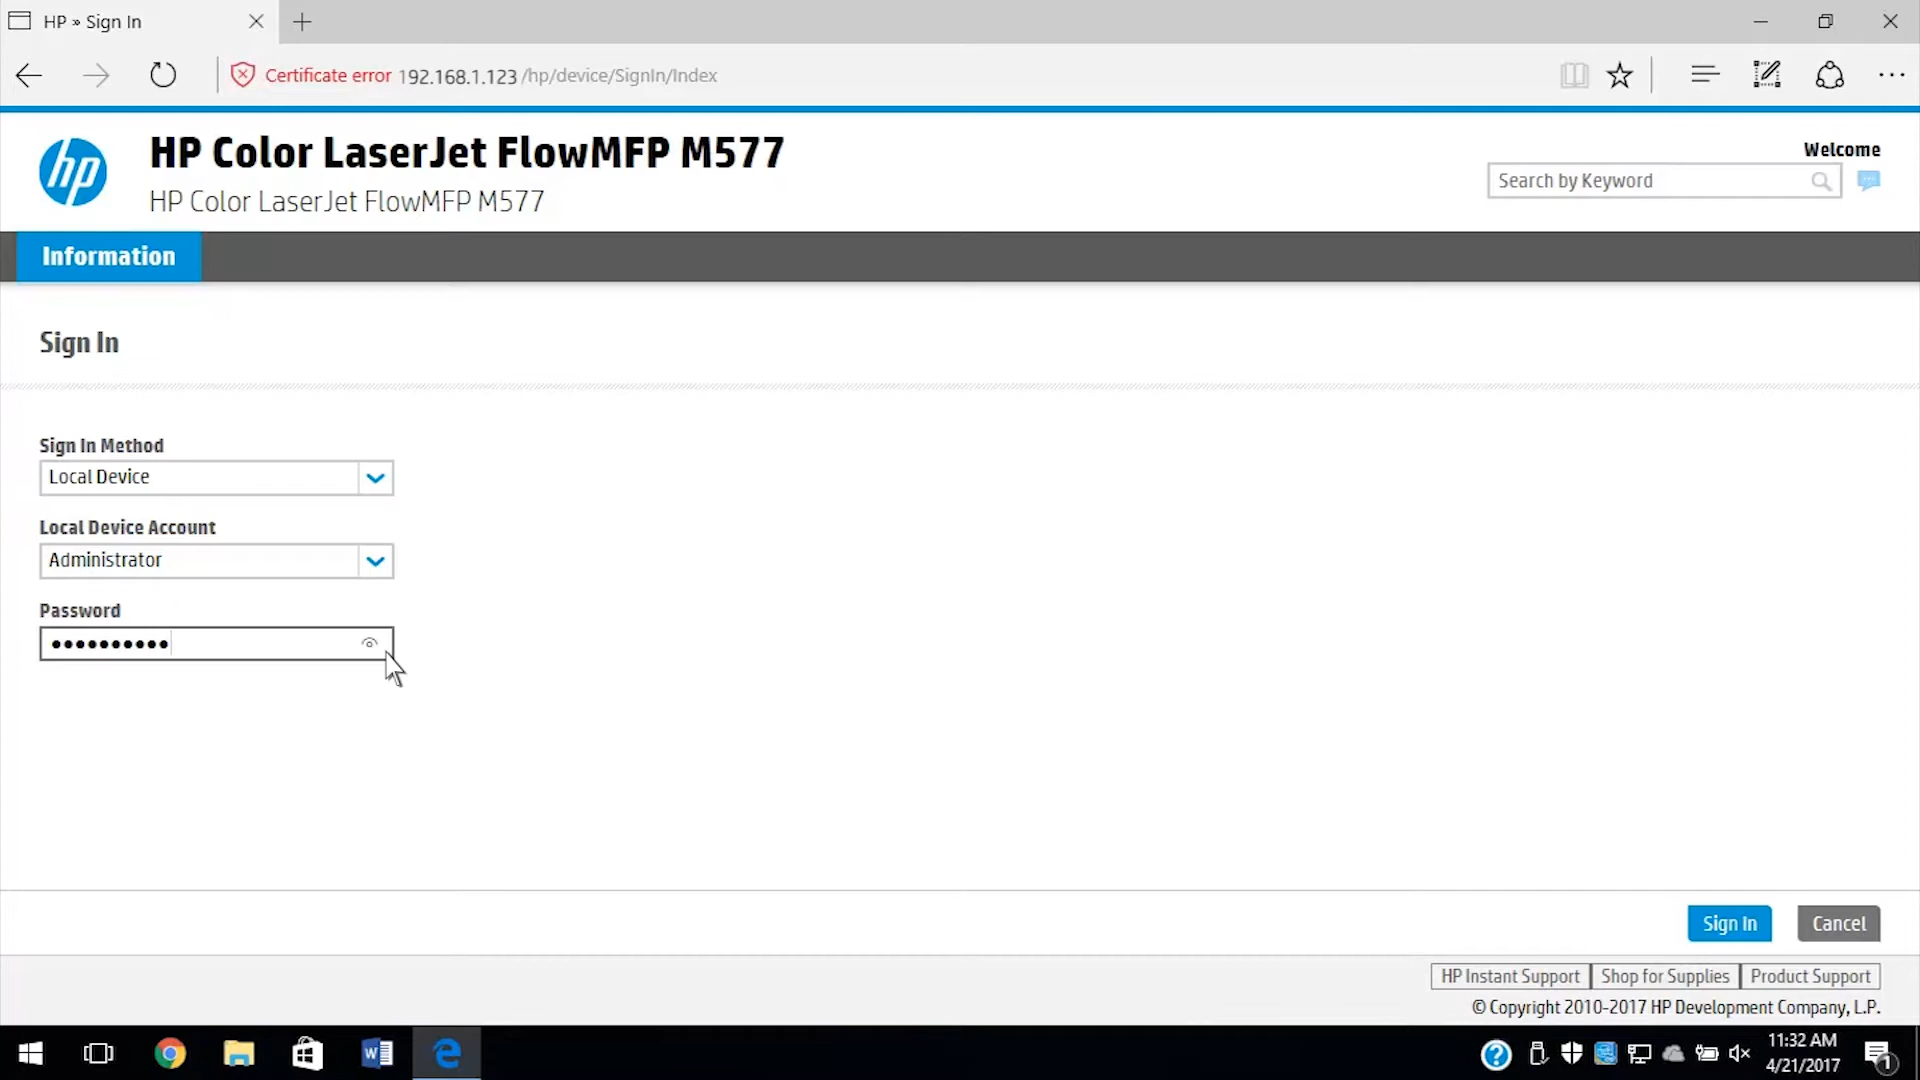 HP » Sign In
Certificate error 192.168.1.123/hp/device/SignIn/Index
hp
HP Color LaserJet FlowMFP M577
HP Color LaserJet FlowMFP M577
Welcome
Search by Keyword
Information
Sign In
Sign In Method
Local Device
Local Device Account
Administrator
Password
••••••••••
Sign In
Cancel
HP Instant Support
Shop for Supplies
Product Support
© Copyright 2010-2017 HP Development Company, L.P.
11:32 AM
4/21/2017
1